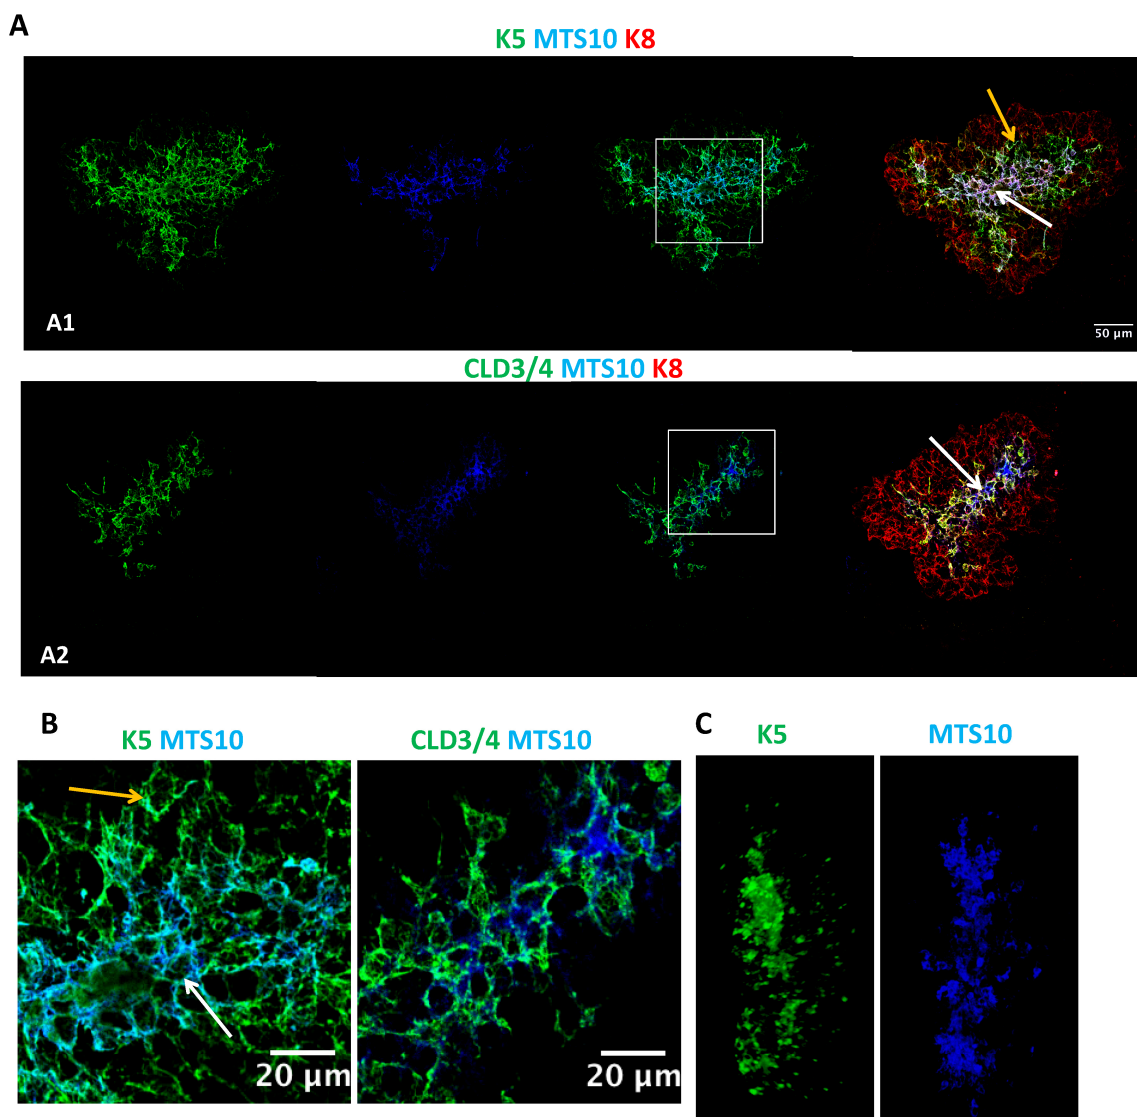 A
K5 MTS10 K8
A1
50 µm
CLD3/4 MTS10 K8
A2
B
K5 MTS10
CLD3/4 MTS10
20 µm
20 µm
C
K5
MTS10